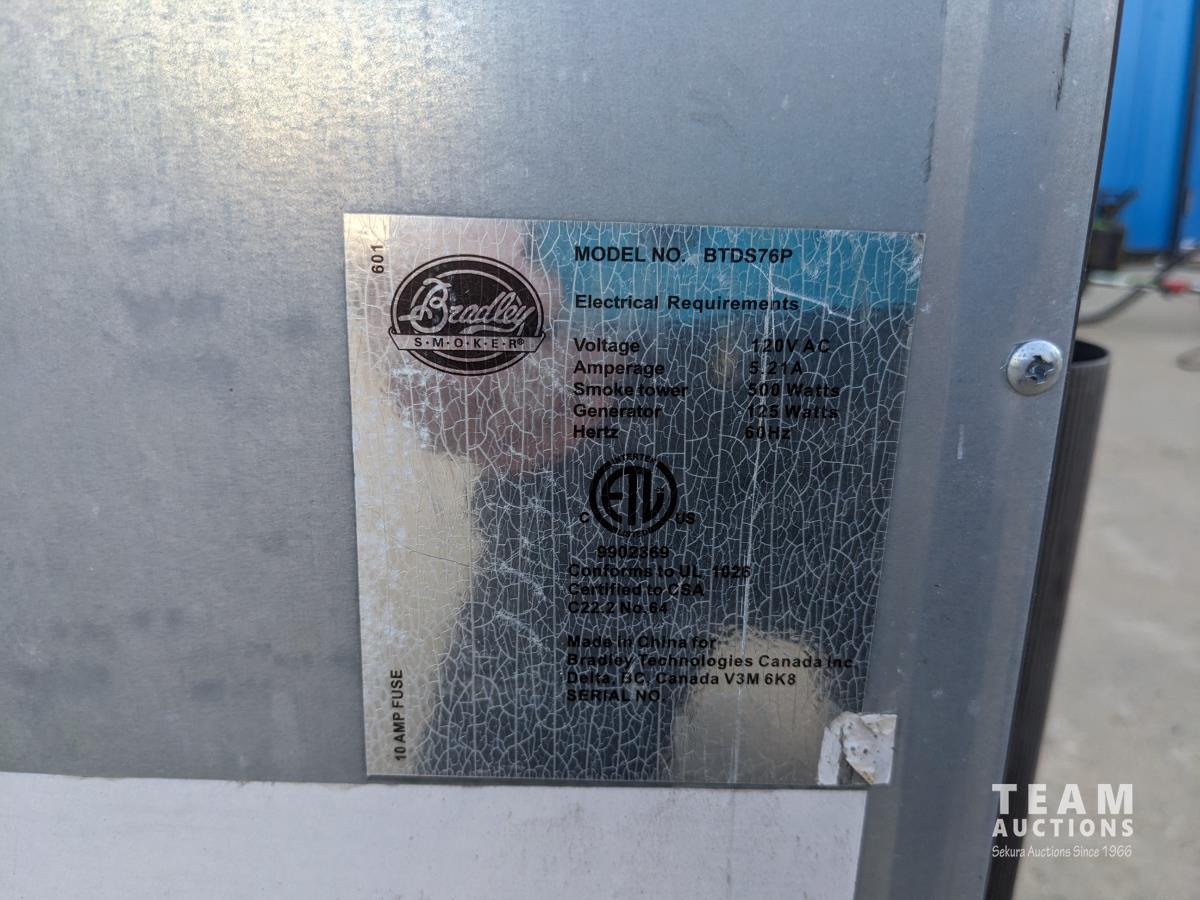 601
Bradley
S·M·O·K·E·R®
MODEL NO. BTDS76P
Electrical Requirements
Voltage 120V AC
Amperage 5.21A
Smoke tower 500 Watts
Generator 125 Watts
Hertz 60Hz
INTERTEK
ETL
C US
LISTED
9902369
Conforms to UL, 1026
Certified to CSA
C22.2 No.64
Made in China for
Bradley Technologies Canada Inc.
Delta, BC, Canada V3M 6K8
SERIAL NO.
10 AMP FUSE
TEAM
AUCTIONS
Sekura Auctions Since 1966